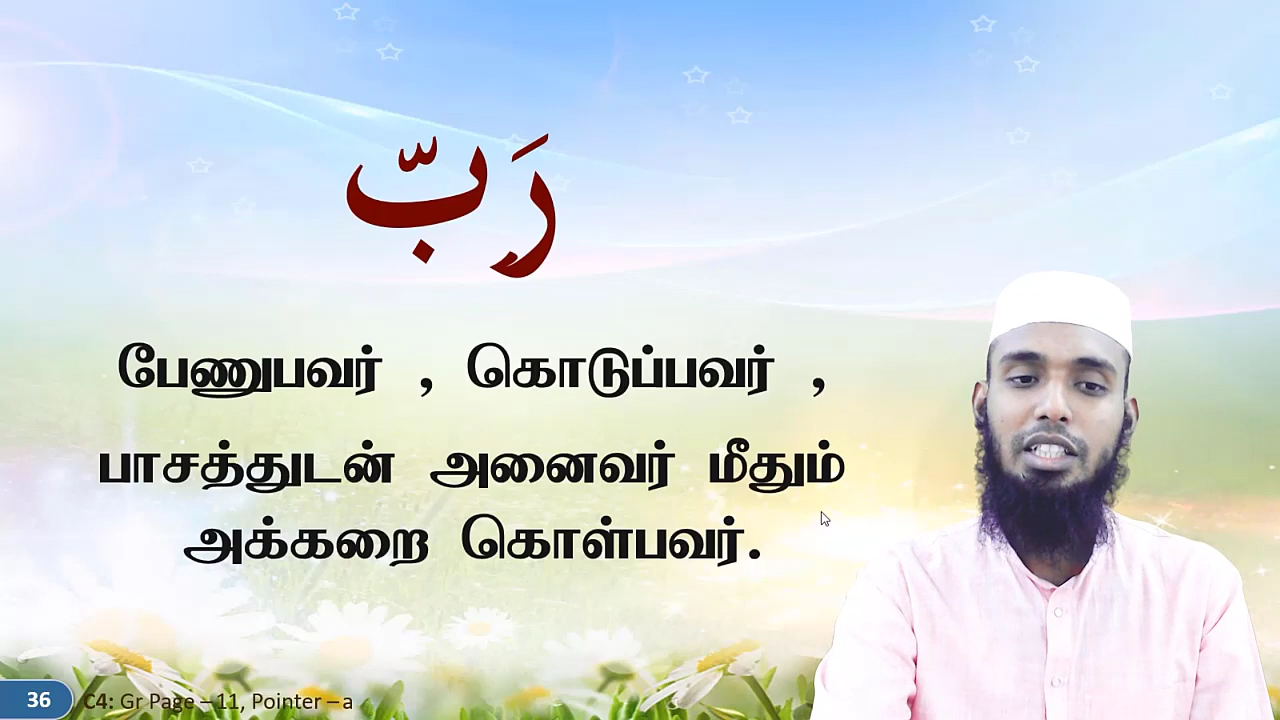 رَبّ
பேணுபவர் , கொடுப்பவர் ,
பாசத்துடன் அனைவர் மீதும்
அக்கறை கொள்பவர்.
36 C4: Gr Page – 11, Pointer – a